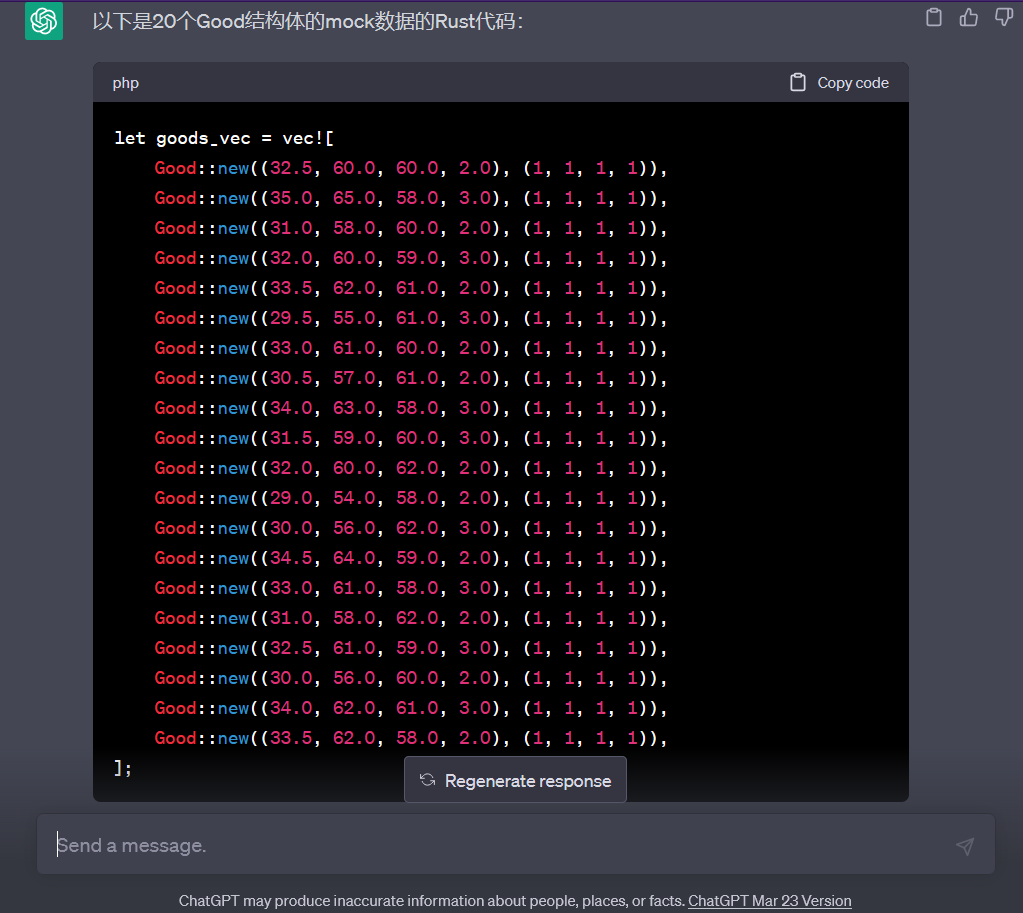 以下是20个Good结构体的mock数据的Rust代码：
php
Copy code
let goods_vec = vec![
    Good::new((32.5, 60.0, 60.0, 2.0), (1, 1, 1, 1)),
    Good::new((35.0, 65.0, 58.0, 3.0), (1, 1, 1, 1)),
    Good::new((31.0, 58.0, 60.0, 2.0), (1, 1, 1, 1)),
    Good::new((32.0, 60.0, 59.0, 3.0), (1, 1, 1, 1)),
    Good::new((33.5, 62.0, 61.0, 2.0), (1, 1, 1, 1)),
    Good::new((29.5, 55.0, 61.0, 3.0), (1, 1, 1, 1)),
    Good::new((33.0, 61.0, 60.0, 2.0), (1, 1, 1, 1)),
    Good::new((30.5, 57.0, 61.0, 2.0), (1, 1, 1, 1)),
    Good::new((34.0, 63.0, 58.0, 3.0), (1, 1, 1, 1)),
    Good::new((31.5, 59.0, 60.0, 3.0), (1, 1, 1, 1)),
    Good::new((32.0, 60.0, 62.0, 2.0), (1, 1, 1, 1)),
    Good::new((29.0, 54.0, 58.0, 2.0), (1, 1, 1, 1)),
    Good::new((30.0, 56.0, 62.0, 3.0), (1, 1, 1, 1)),
    Good::new((34.5, 64.0, 59.0, 2.0), (1, 1, 1, 1)),
    Good::new((33.0, 61.0, 58.0, 3.0), (1, 1, 1, 1)),
    Good::new((31.0, 58.0, 62.0, 2.0), (1, 1, 1, 1)),
    Good::new((32.5, 61.0, 59.0, 3.0), (1, 1, 1, 1)),
    Good::new((30.0, 56.0, 60.0, 2.0), (1, 1, 1, 1)),
    Good::new((34.0, 62.0, 61.0, 3.0), (1, 1, 1, 1)),
    Good::new((33.5, 62.0, 58.0, 2.0), (1, 1, 1, 1)),
];
Regenerate response
Send a message.
ChatGPT may produce inaccurate information about people, places, or facts. ChatGPT Mar 23 Version